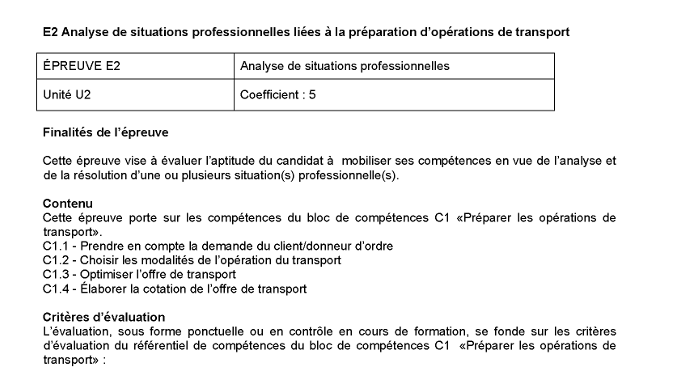 E2 Analyse de situations professionnelles liées à la préparation d'opérations de transport
ÉPREUVE E2
Analyse de situations professionnelles
Unité U2
Coefficient : 5
Finalités de l'épreuve
Cette épreuve vise à évaluer l'aptitude du candidat à mobiliser ses compétences en vue de l'analyse et
de la résolution d'une ou plusieurs situation(s) professionnelle(s).
Contenu
Cette épreuve porte sur les compétences du bloc de compétences C1 «Préparer les opérations de
transport».
C1.1 - Prendre en compte la demande du client/donneur d'ordre
C1.2 - Choisir les modalités de l'opération du transport
C1.3 - Optimiser l'offre de transport
C1.4 - Élaborer la cotation de l'offre de transport
Critères d'évaluation
L'évaluation, sous forme ponctuelle ou en contrôle en cours de formation, se fonde sur les critères
d'évaluation du référentiel de compétences du bloc de compétences C1 «Préparer les opérations de
transport» :